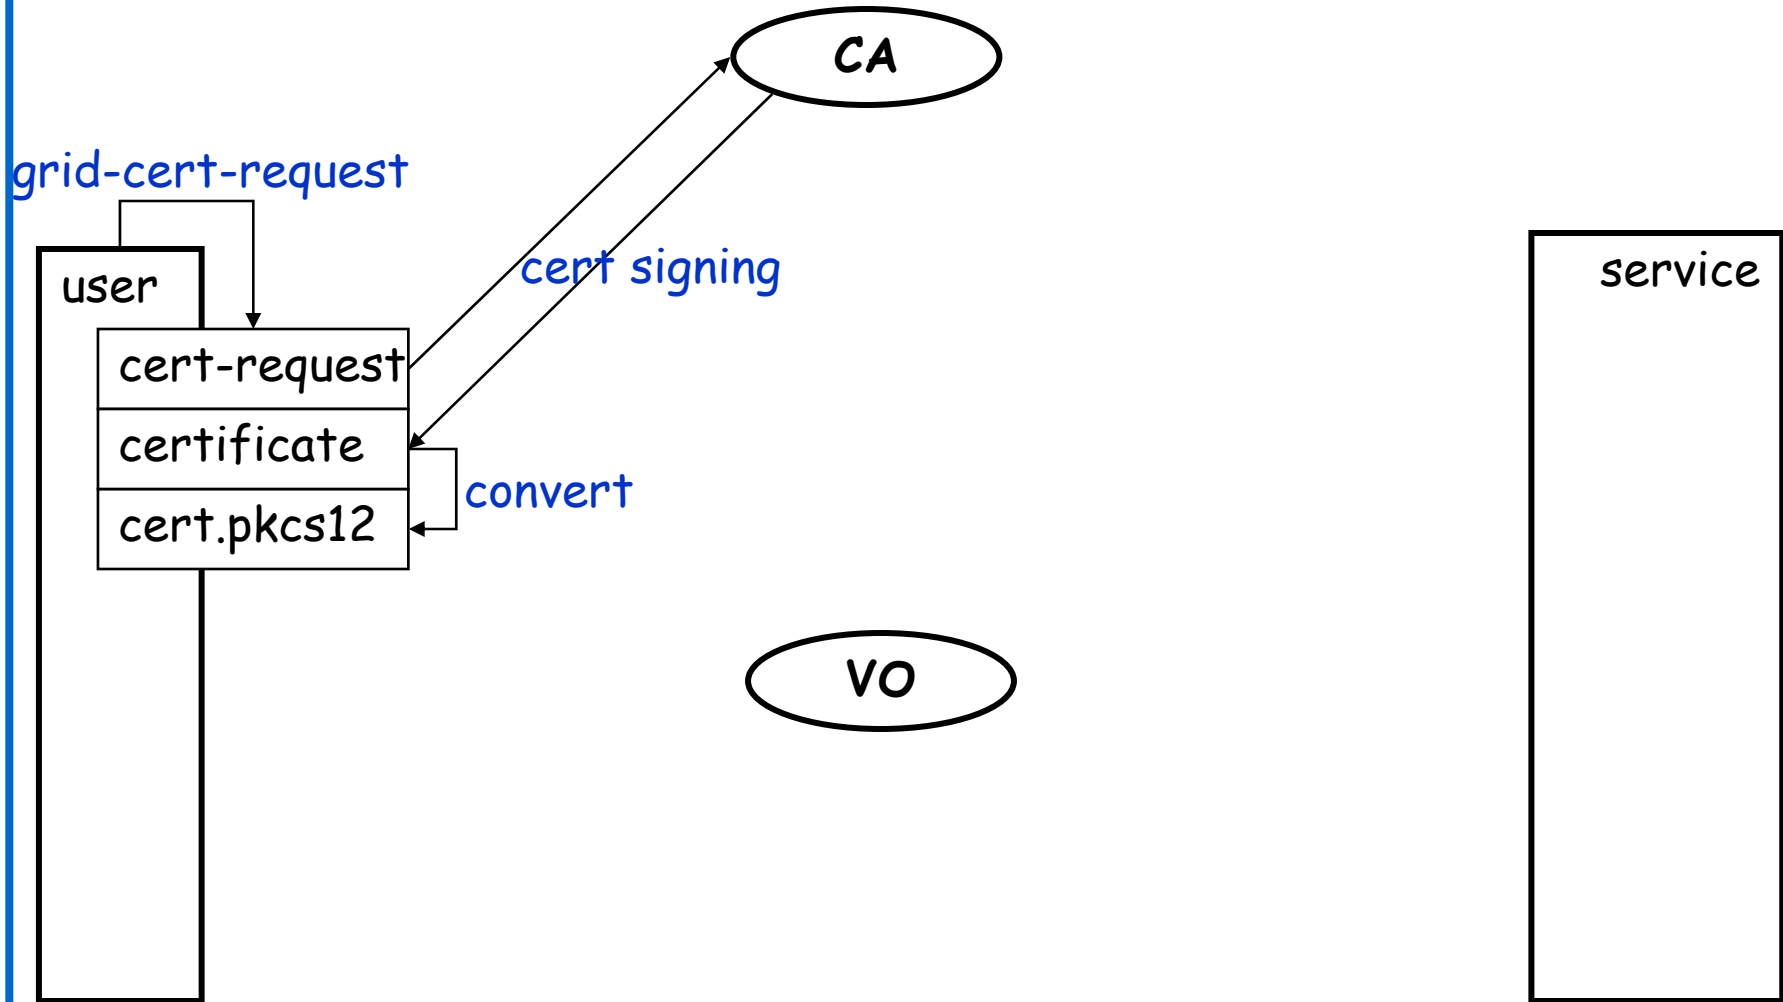 CA
grid-cert-request
cert signing
user
service
cert-request
certificate
convert
cert.pkcs12
VO